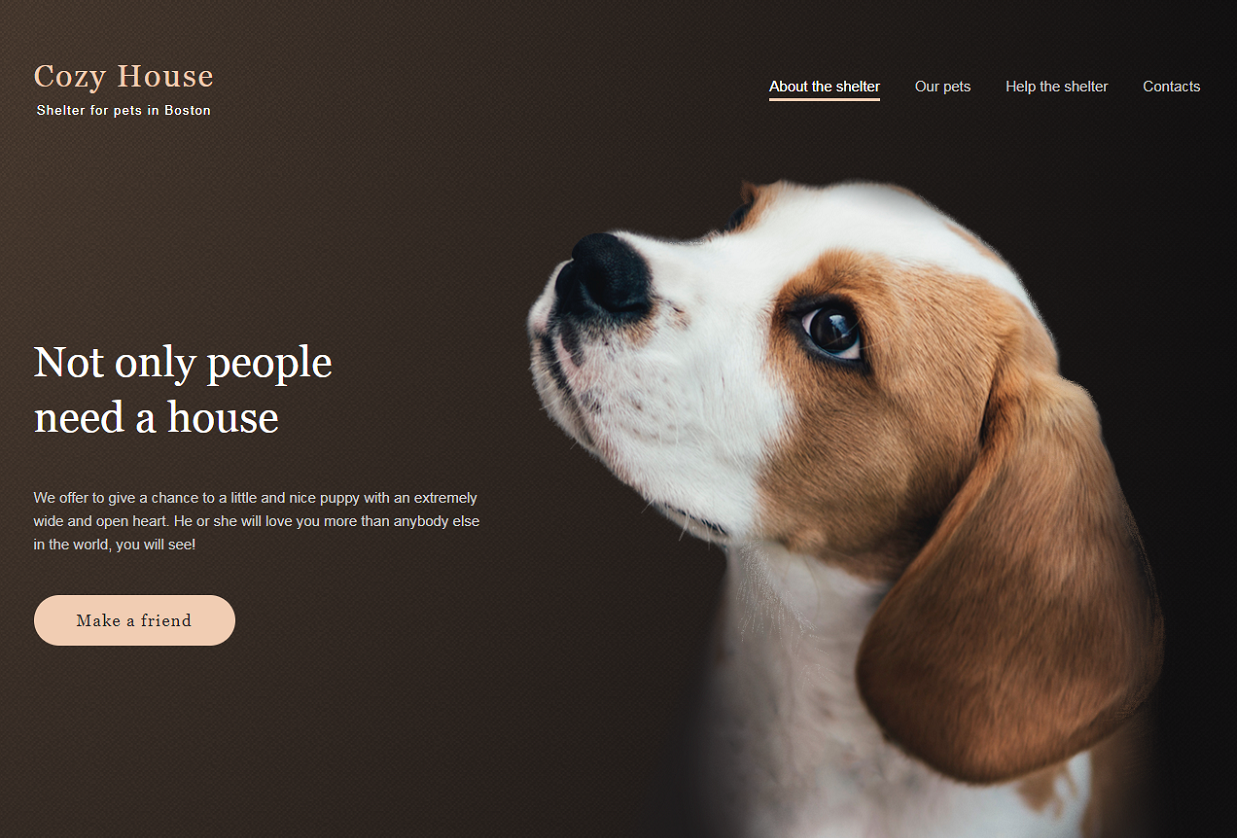 Cozy House
Shelter for pets in Boston
About the shelter
Our pets
Help the shelter
Contacts
Not only people
need a house
We offer to give a chance to a little and nice puppy with an extremely
wide and open heart. He or she will love you more than anybody else
in the world, you will see!
Make a friend